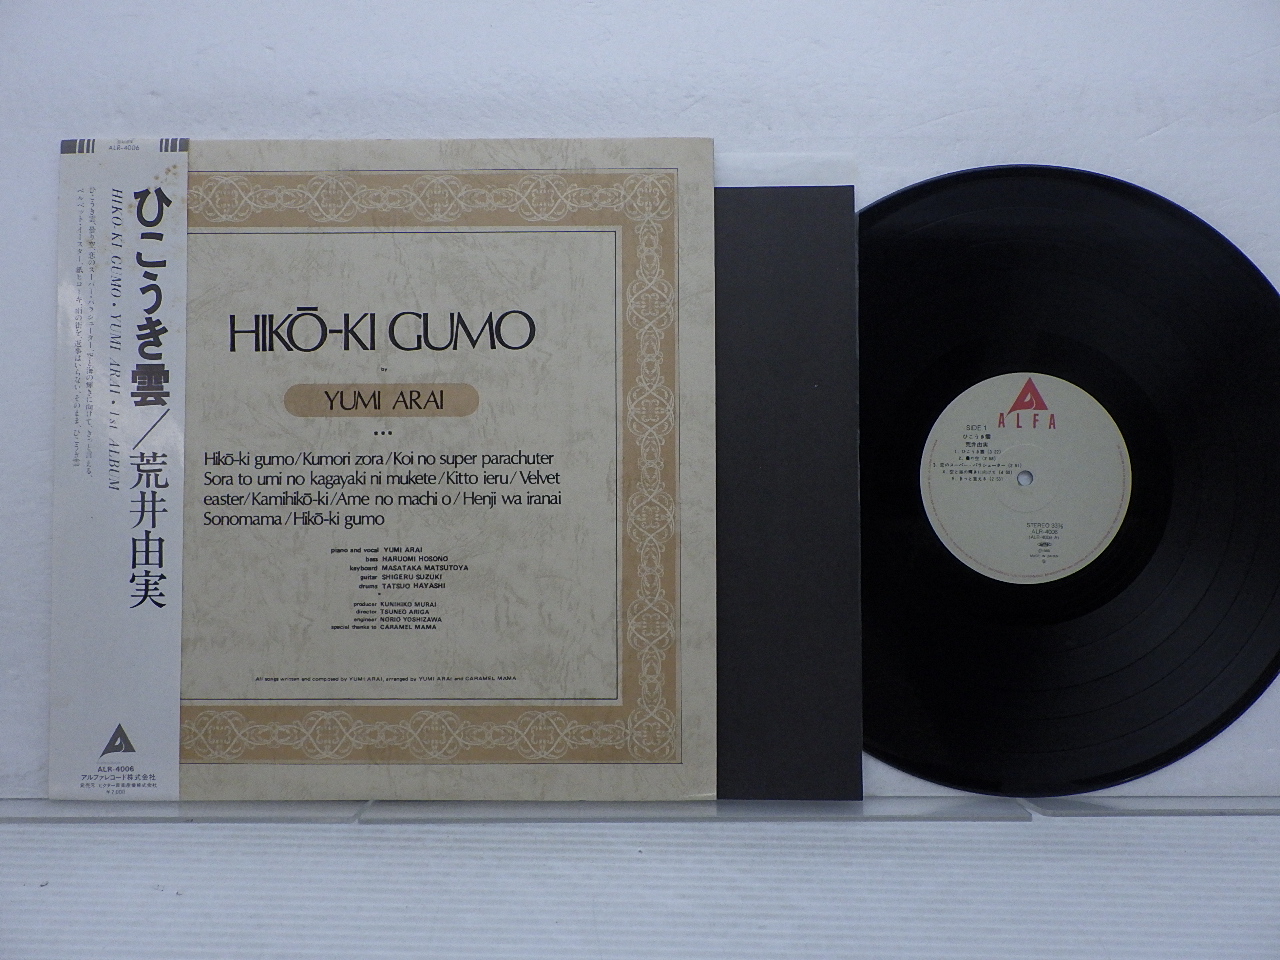 ALR-4006
ひこうき雲/荒井由実
HIKŌ-KI GUMO • YUMI ARAI • 1st ALBUM
ALR-4006
アルファレコード株式会社
HIKŌ-KI GUMO
by
YUMI ARAI
•••
Hikō-ki gumo/Kumori zora/Koi no super parachuter
Sora to umi no kagayaki ni mukete/Kitto ieru/Velvet
easter/Kamihikō-ki/Ame no machi o/Henji wa iranai
Sonomama/Hikō-ki gumo
piano and vocal YUMI ARAI
bass HARUOMI HOSONO
keyboard MASATAKA MATSUTOYA
guitar SHIGERU SUZUKI
drums TATSUO HAYASHI
producer KUNIHIKO MURAI
director TSUNEO ARIGA
engineer NORIO YOSHIZAWA
special thanks to CARAMEL MAMA
All songs written and composed by YUMI ARAI, arranged by YUMI ARAI and CARAMEL MAMA
ALFA
SIDE 1
ひこうき雲
荒井由実
STEREO 33⅓
ALR-4006